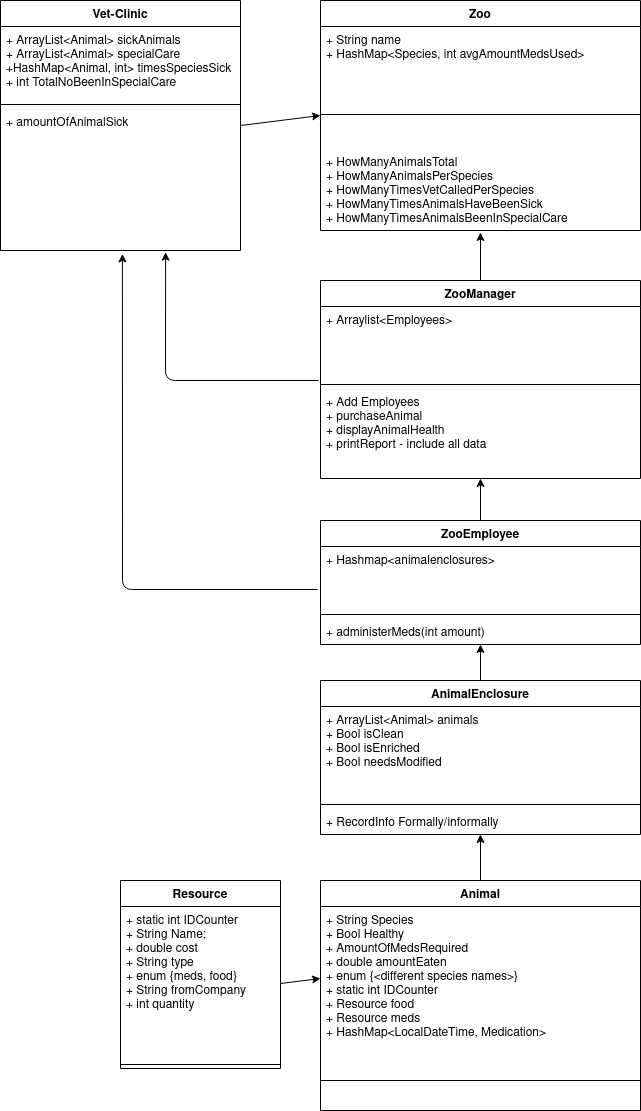 Vet-Clinic
+ ArrayList<Animal> sickAnimals
+ ArrayList<Animal> specialCare
+HashMap<Animal, int> timesSpeciesSick
+ int TotalNoBeenInSpecialCare
+ amountOfAnimalSick
Zoo
+ String name
+ HashMap<Species, int avgAmountMedsUsed>
+ HowManyAnimalsTotal
+ HowManyAnimalsPerSpecies
+ HowManyTimesVetCalledPerSpecies
+ HowManyTimesAnimalsHaveBeenSick
+ HowManyTimesAnimalsBeenInSpecialCare
ZooManager
+ Arraylist<Employees>
+ Add Employees
+ purchaseAnimal
+ displayAnimalHealth
+ printReport - include all data
ZooEmployee
+ Hashmap<animalenclosures>
+ administerMeds(int amount)
AnimalEnclosure
+ ArrayList<Animal> animals
+ Bool isClean
+ Bool isEnriched
+ Bool needsModified
+ RecordInfo Formally/informally
Resource
+ static int IDCounter
+ String Name;
+ double cost
+ String type
+ enum {meds, food}
+ String fromCompany
+ int quantity
Animal
+ String Species
+ Bool Healthy
+ AmountOfMedsRequired
+ double amountEaten
+ enum {<different species names>}
+ static int IDCounter
+ Resource food
+ Resource meds
+ HashMap<LocalDateTime, Medication>